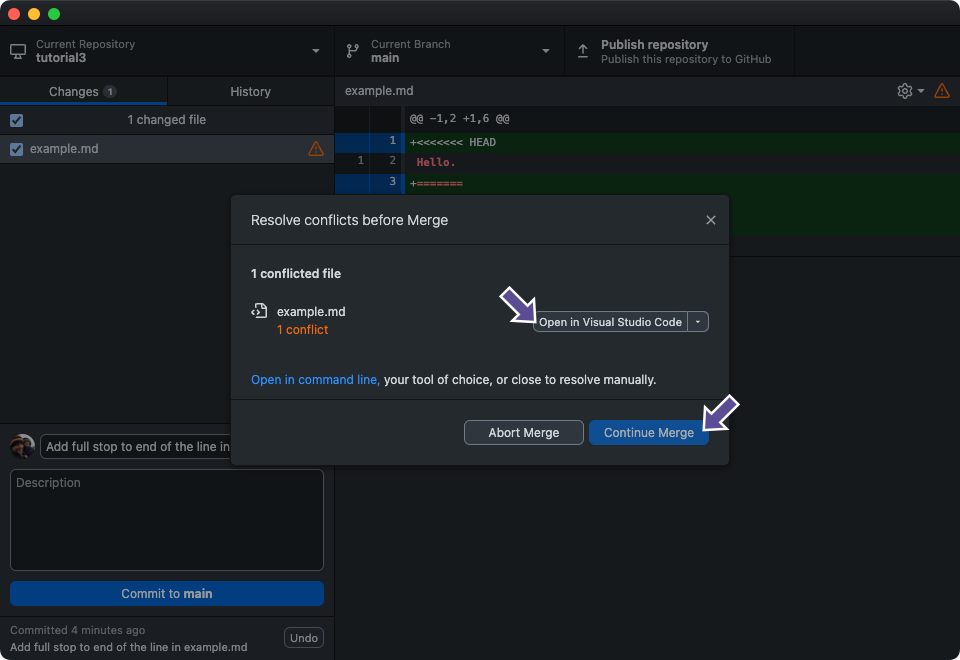 Current Repository
tutorial3
Current Branch
main
Publish repository
Publish this repository to GitHub
Changes 1
History
example.md
1 changed file
example.md
@@ -1,2 +1,6 @@
1 +<<<<<<< HEAD
1 2 Hello.
3 +=======
Resolve conflicts before Merge
1 conflicted file
example.md
1 conflict
Open in Visual Studio Code
Open in command line, your tool of choice, or close to resolve manually.
Abort Merge
Continue Merge
Add full stop to end of the line in
Description
Commit to main
Committed 4 minutes ago
Add full stop to end of the line in example.md
Undo